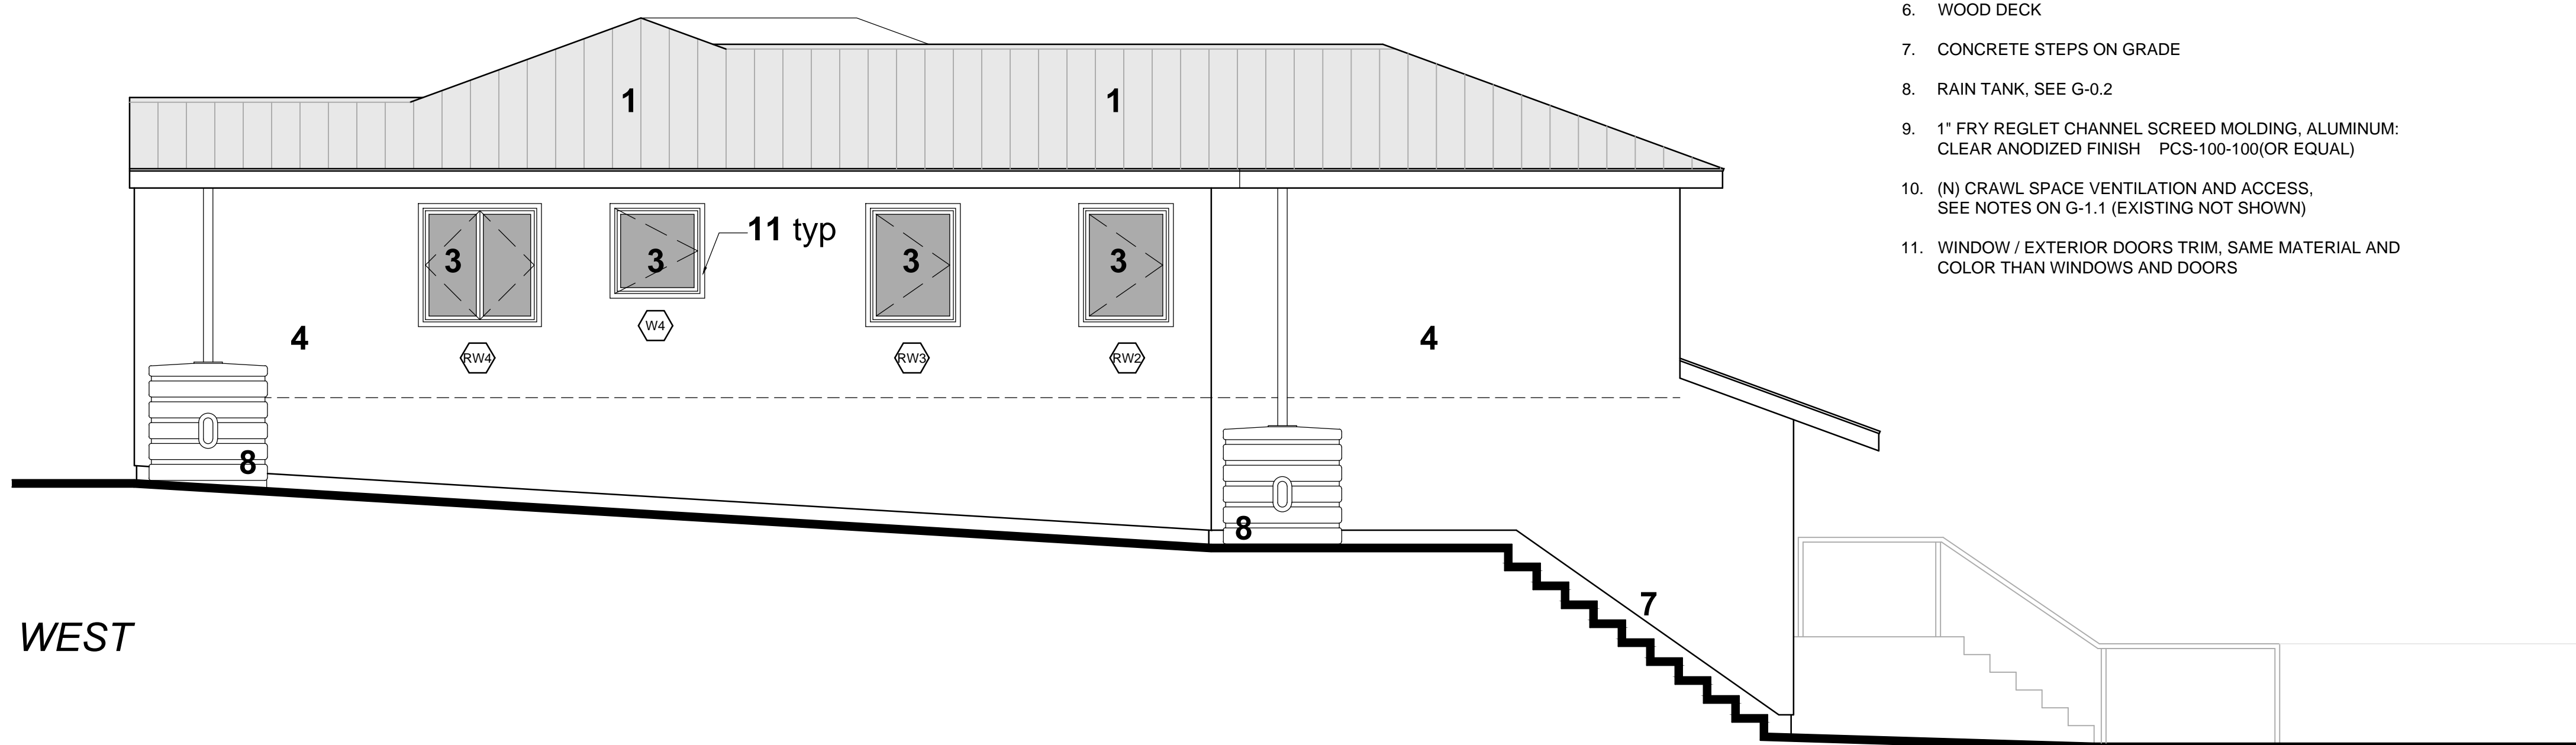 6. WOOD DECK
7. CONCRETE STEPS ON GRADE
8. RAIN TANK, SEE G-0.2
9. 1" FRY REGLET CHANNEL SCREED MOLDING, ALUMINUM:
CLEAR ANODIZED FINISH PCS-100-100(OR EQUAL)
10. (N) CRAWL SPACE VENTILATION AND ACCESS,
SEE NOTES ON G-1.1 (EXISTING NOT SHOWN)
11. WINDOW / EXTERIOR DOORS TRIM, SAME MATERIAL AND
COLOR THAN WINDOWS AND DOORS
1
1
11 typ
3
3
3
3
W4
4
4
RW4
RW3
RW2
8
8
7
WEST